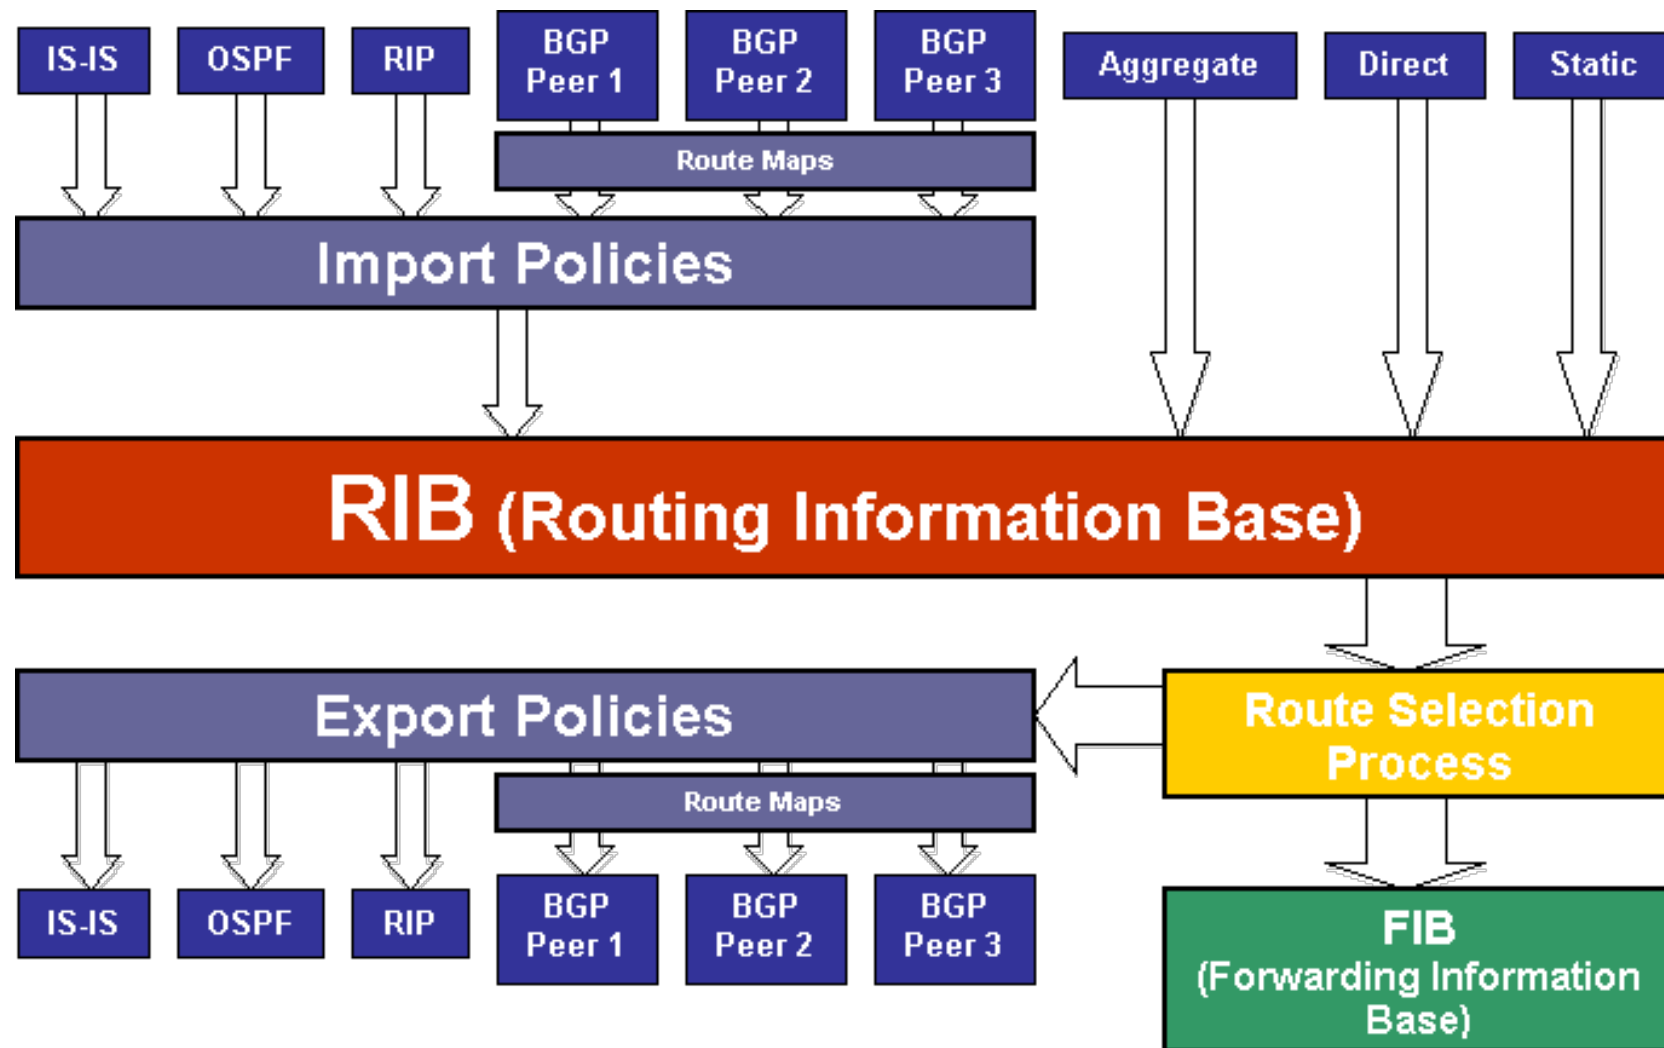 IS-IS
OSPF
RIP
BGP
Peer 1
BGP
Peer 2
BGP
Peer 3
Aggregate
Direct
Static
Route Maps
Import Policies
RIB (Routing Information Base)
Export Policies
Route Selection
Process
Route Maps
IS-IS
OSPF
RIP
BGP
Peer 1
BGP
Peer 2
BGP
Peer 3
FIB
(Forwarding Information
Base)